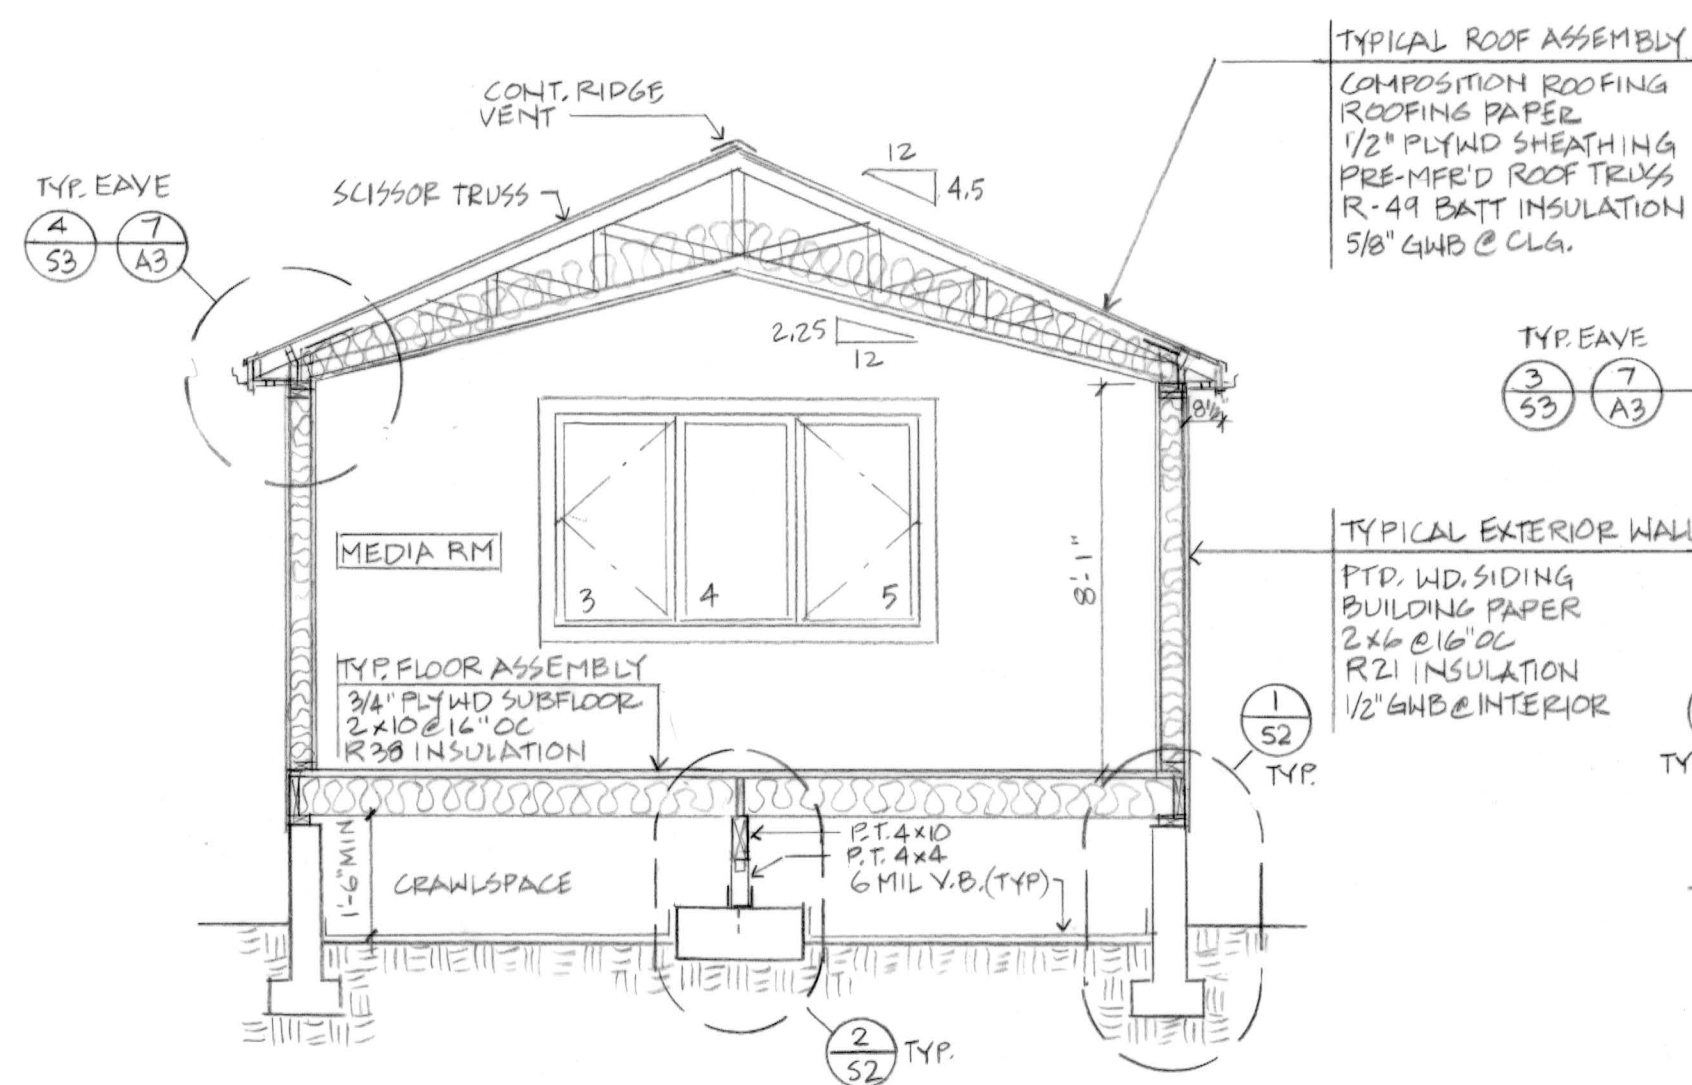 TYPICAL ROOF ASSEMBLY
COMPOSITION ROOFING
ROOFING PAPER
1/2" PLYWD SHEATHING
PRE-MFR'D ROOF TRUSS
R-49 BATT INSULATION
5/8" GWB @ CLG.
CONT. RIDGE
VENT
SCISSOR TRUSS
12
4.5
TYP. EAVE
4
S3
7
A3
2.25
12
TYP. EAVE
3
S3
7
A3
8 1/2"
MEDIA RM
3
4
5
8'-1"
TYPICAL EXTERIOR WALL
PTD. WD. SIDING
BUILDING PAPER
2x6 @ 16" OC
R21 INSULATION
1/2" GWB @ INTERIOR
TYP. FLOOR ASSEMBLY
3/4" PLYWD SUBFLOOR
2x10 @ 16" OC
R38 INSULATION
1
S2
TYP.
TY
1'-6" MIN
CRAWLSPACE
P.T. 4x10
P.T. 4x4
6 MIL V.B. (TYP)
2
S2
TYP.